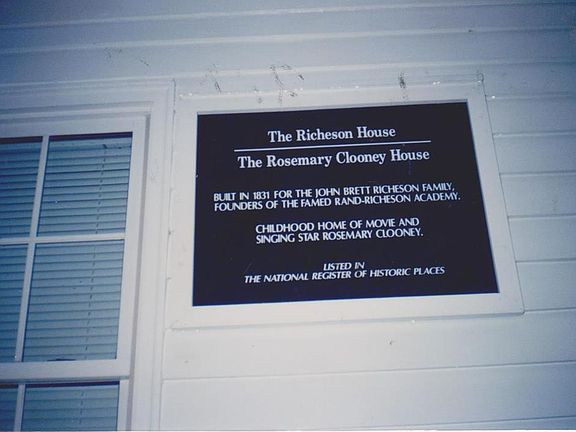 The Richeson House
The Rosemary Clooney House
BUILT IN 1831 FOR THE JOHN BRETT RICHESON FAMILY,
FOUNDERS OF THE FAMED RAND-RICHESON ACADEMY.
CHILDHOOD HOME OF MOVIE AND
SINGING STAR ROSEMARY CLOONEY.
LISTED IN
THE NATIONAL REGISTER OF HISTORIC PLACES